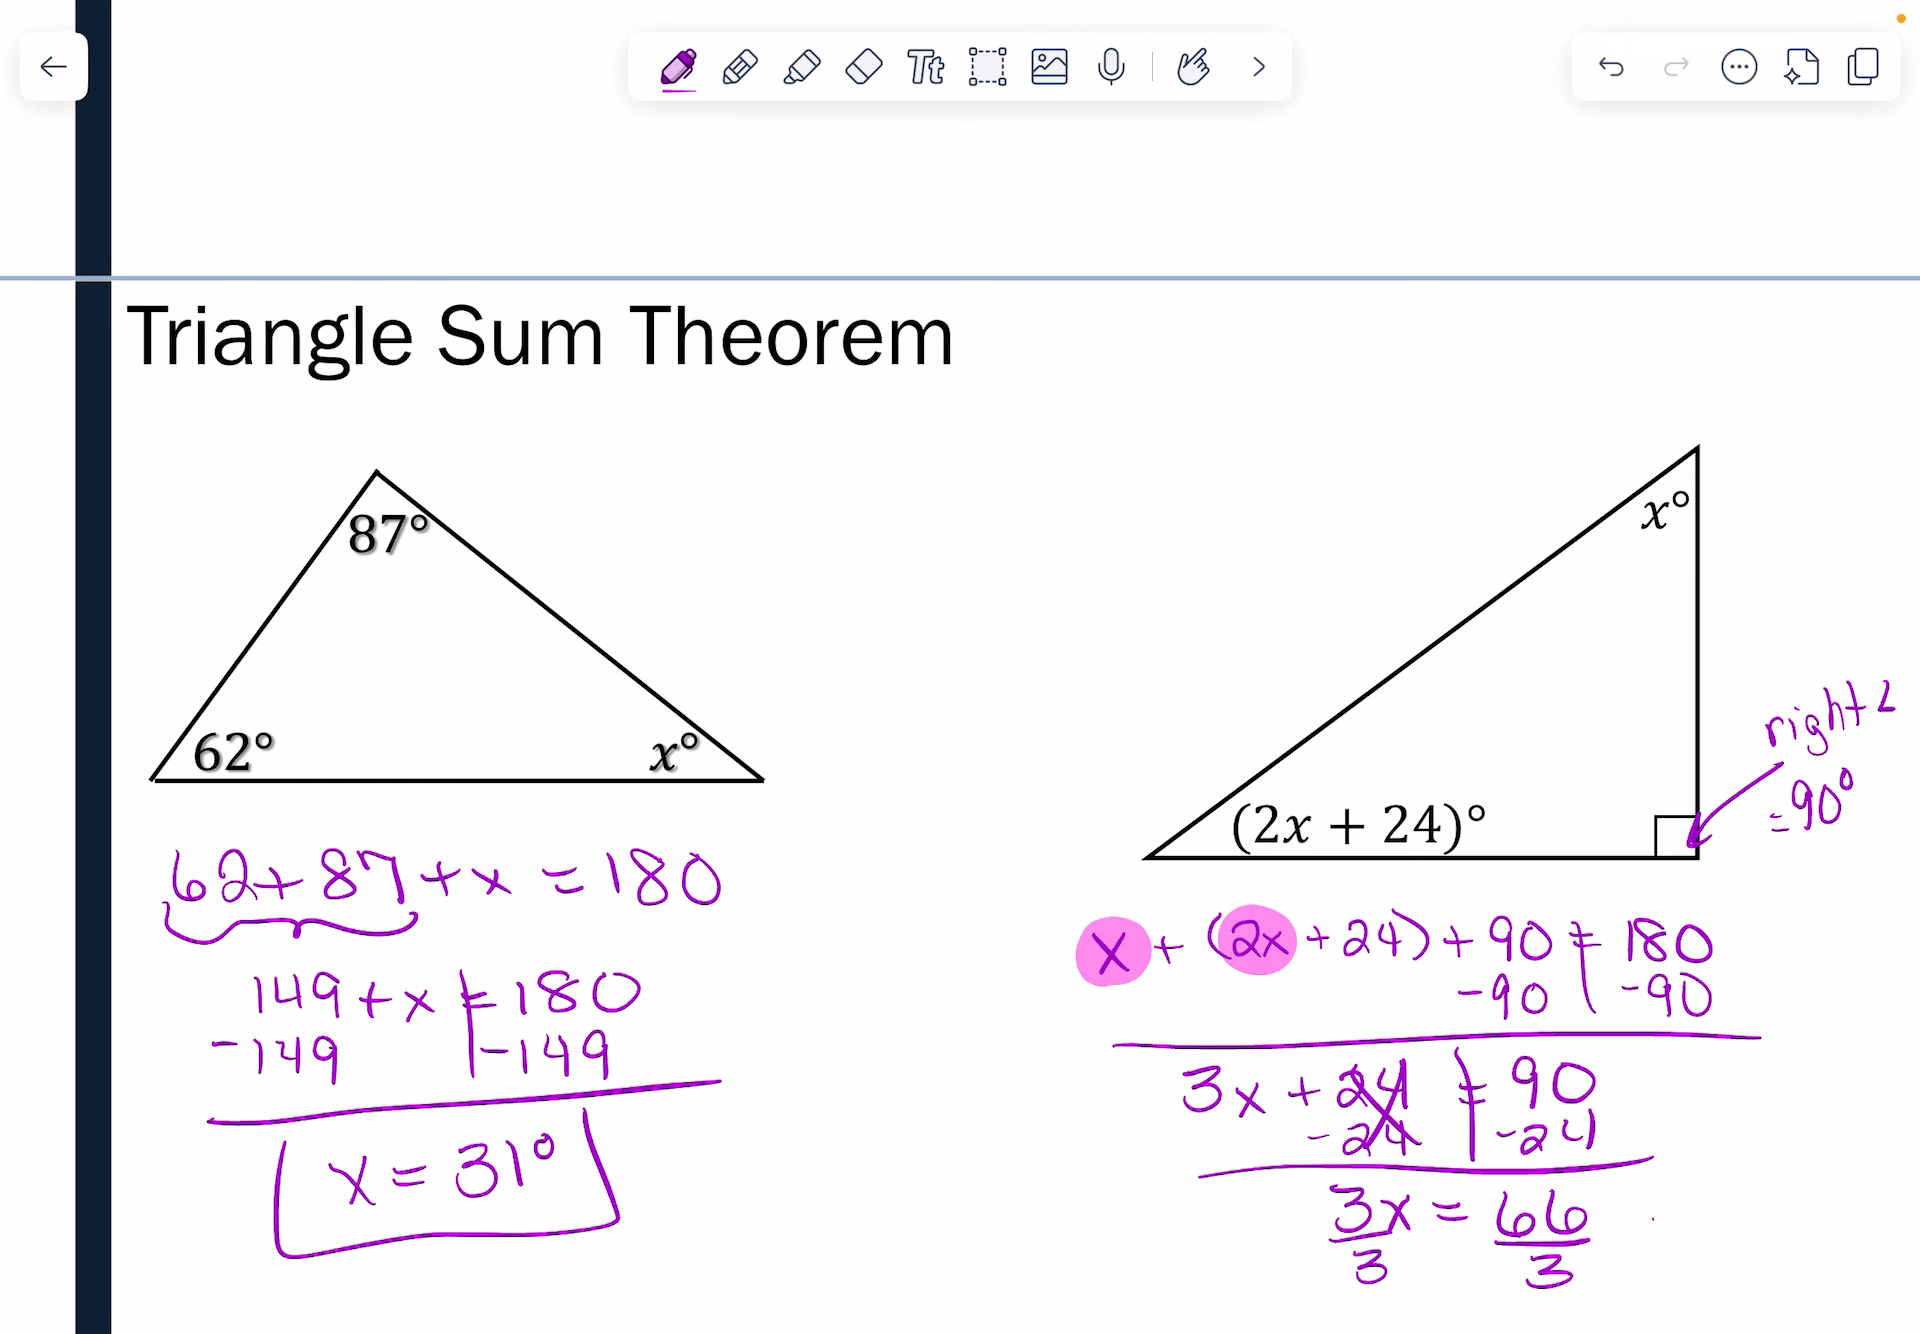 Tt
Triangle Sum Theorem
87°
62°
x°
62 + 87 + x = 180
149 + x = 180
-149 -149
x = 31°
x°
(2x + 24)°
right ∠
= 90°
x + (2x + 24) + 90 = 180
-90 -90
3x + 24 = 90
-24 -24
3x = 66
3 3